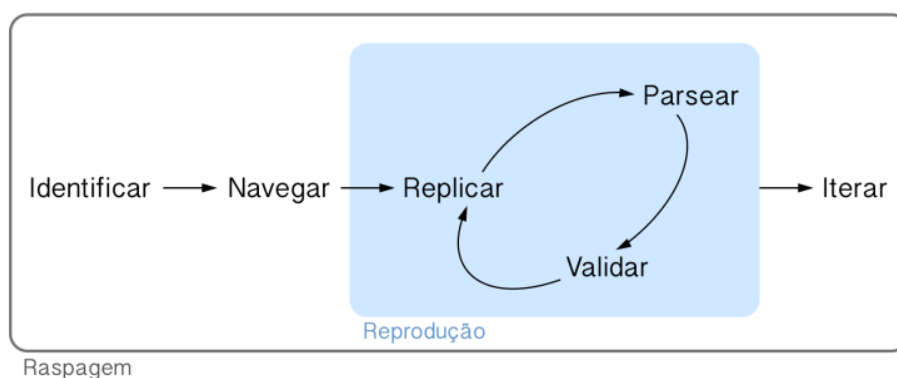 Parsear
Identificar
Navegar
Replicar
Iterar
Validar
Reprodução
Raspagem